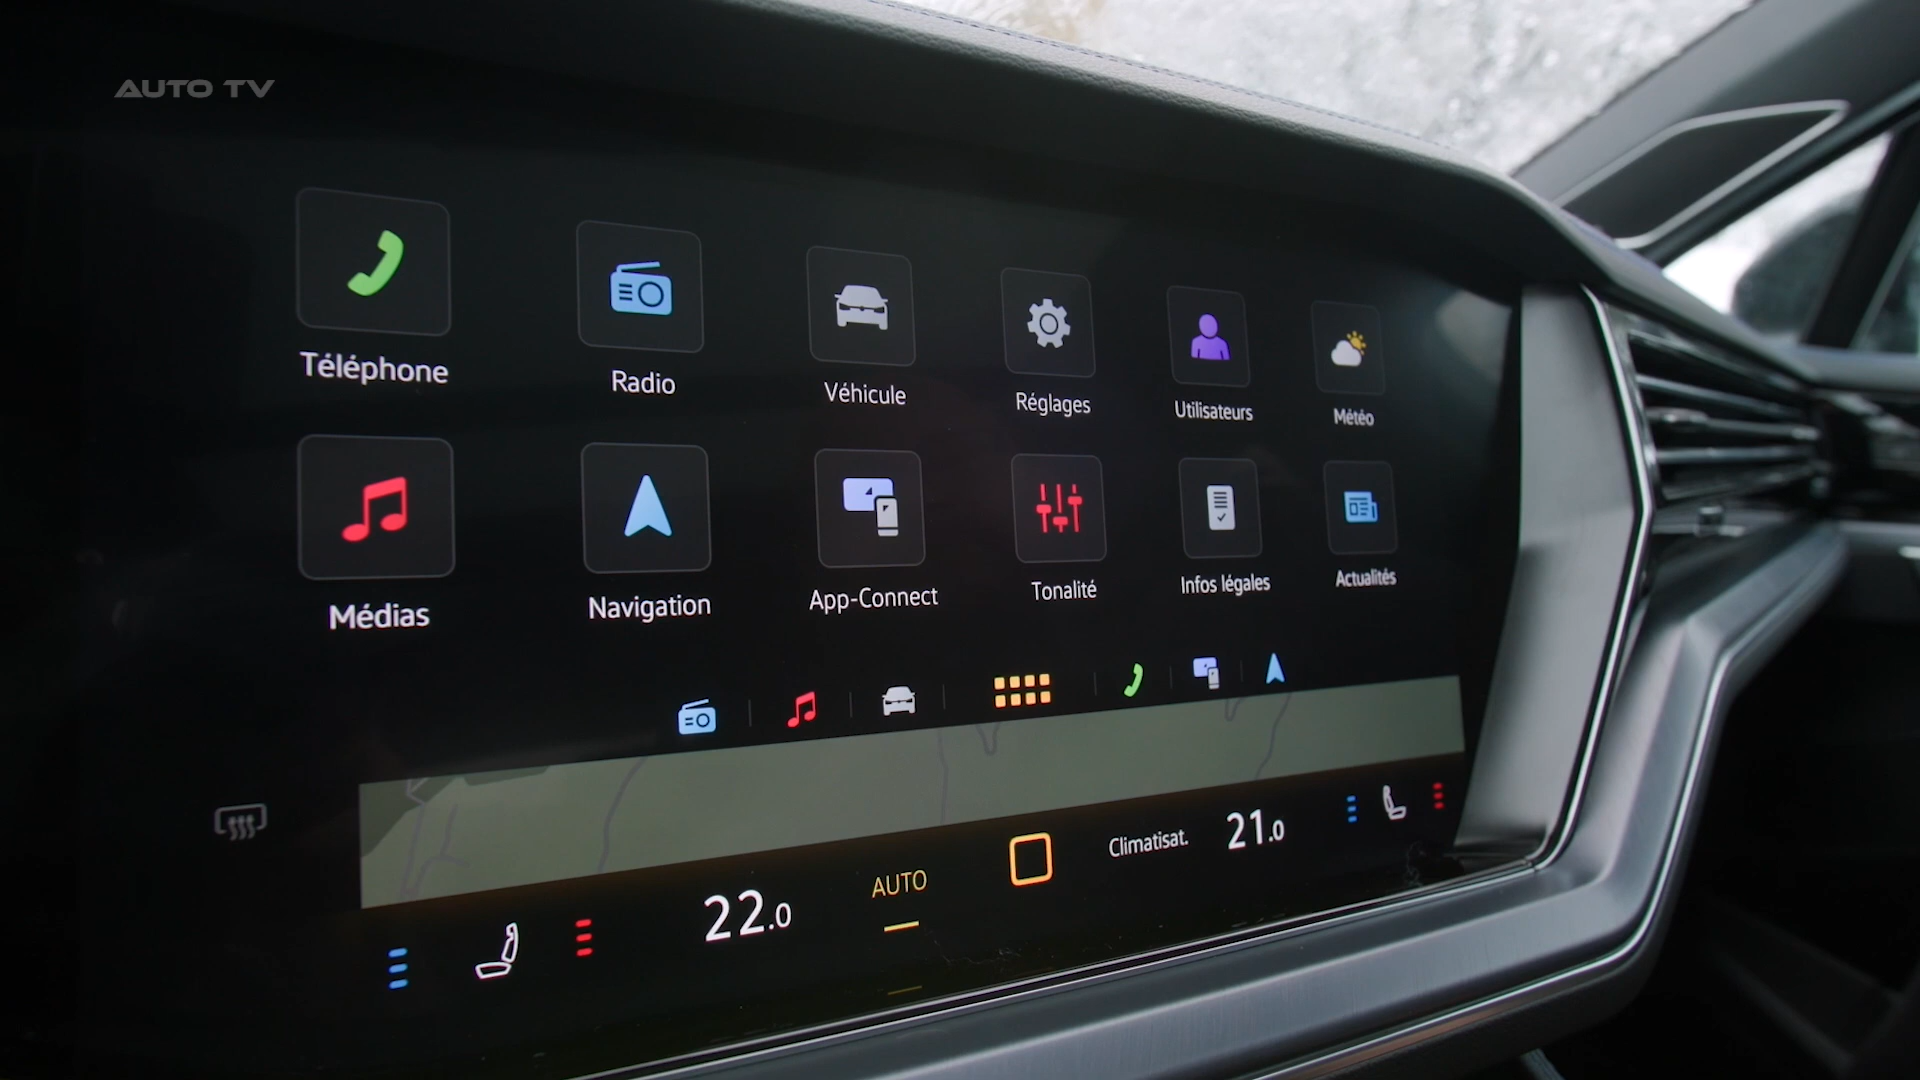 AUTO TV
Téléphone
Radio
Véhicule
Réglages
Utilisateurs
Météo
Médias
Navigation
App-Connect
Tonalité
Infos légales
Actualités
22.0
AUTO
Climatisat.
21.0